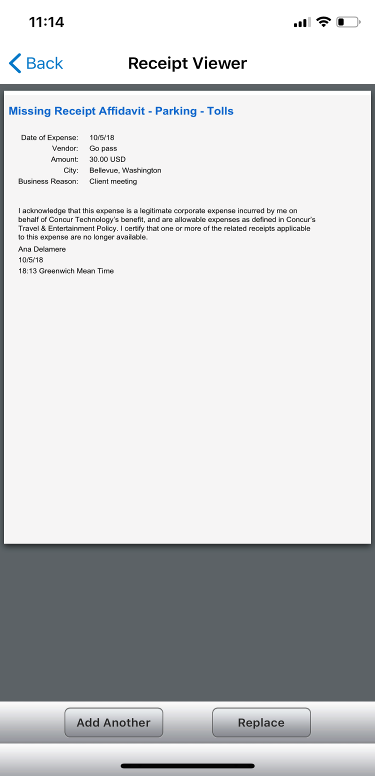 11:14
Back
Receipt Viewer
Missing Receipt Affidavit - Parking - Tolls
Date of Expense: 10/5/18
Vendor: Go pass
Amount: 30.00 USD
City: Bellevue, Washington
Business Reason: Client meeting
I acknowledge that this expense is a legitimate corporate expense incurred by me on
behalf of Concur Technology's benefit, and are allowable expenses as defined in Concur's
Travel & Entertainment Policy. I certify that one or more of the related receipts applicable
to this expense are no longer available.
Ana Delamere
10/5/18
18:13 Greenwich Mean Time
Add Another
Replace